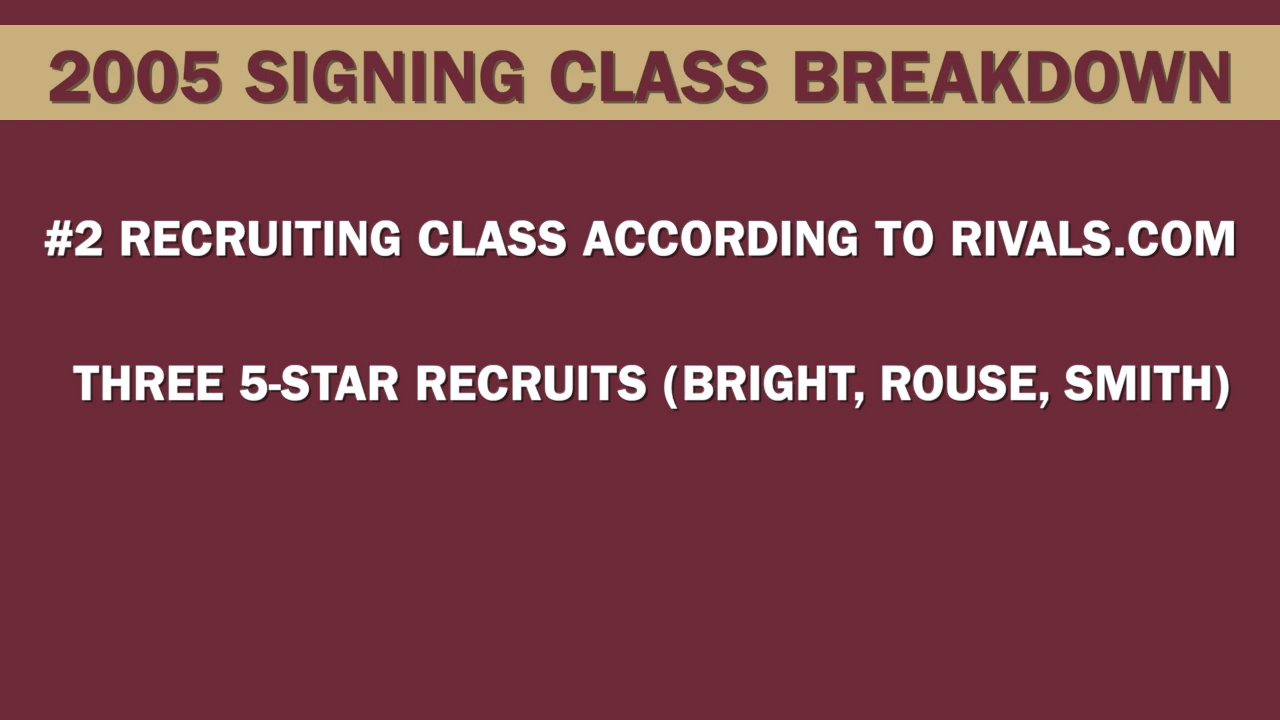 2005 SIGNING CLASS BREAKDOWN
#2 RECRUITING CLASS ACCORDING TO RIVALS.COM
THREE 5-STAR RECRUITS (BRIGHT, ROUSE, SMITH)